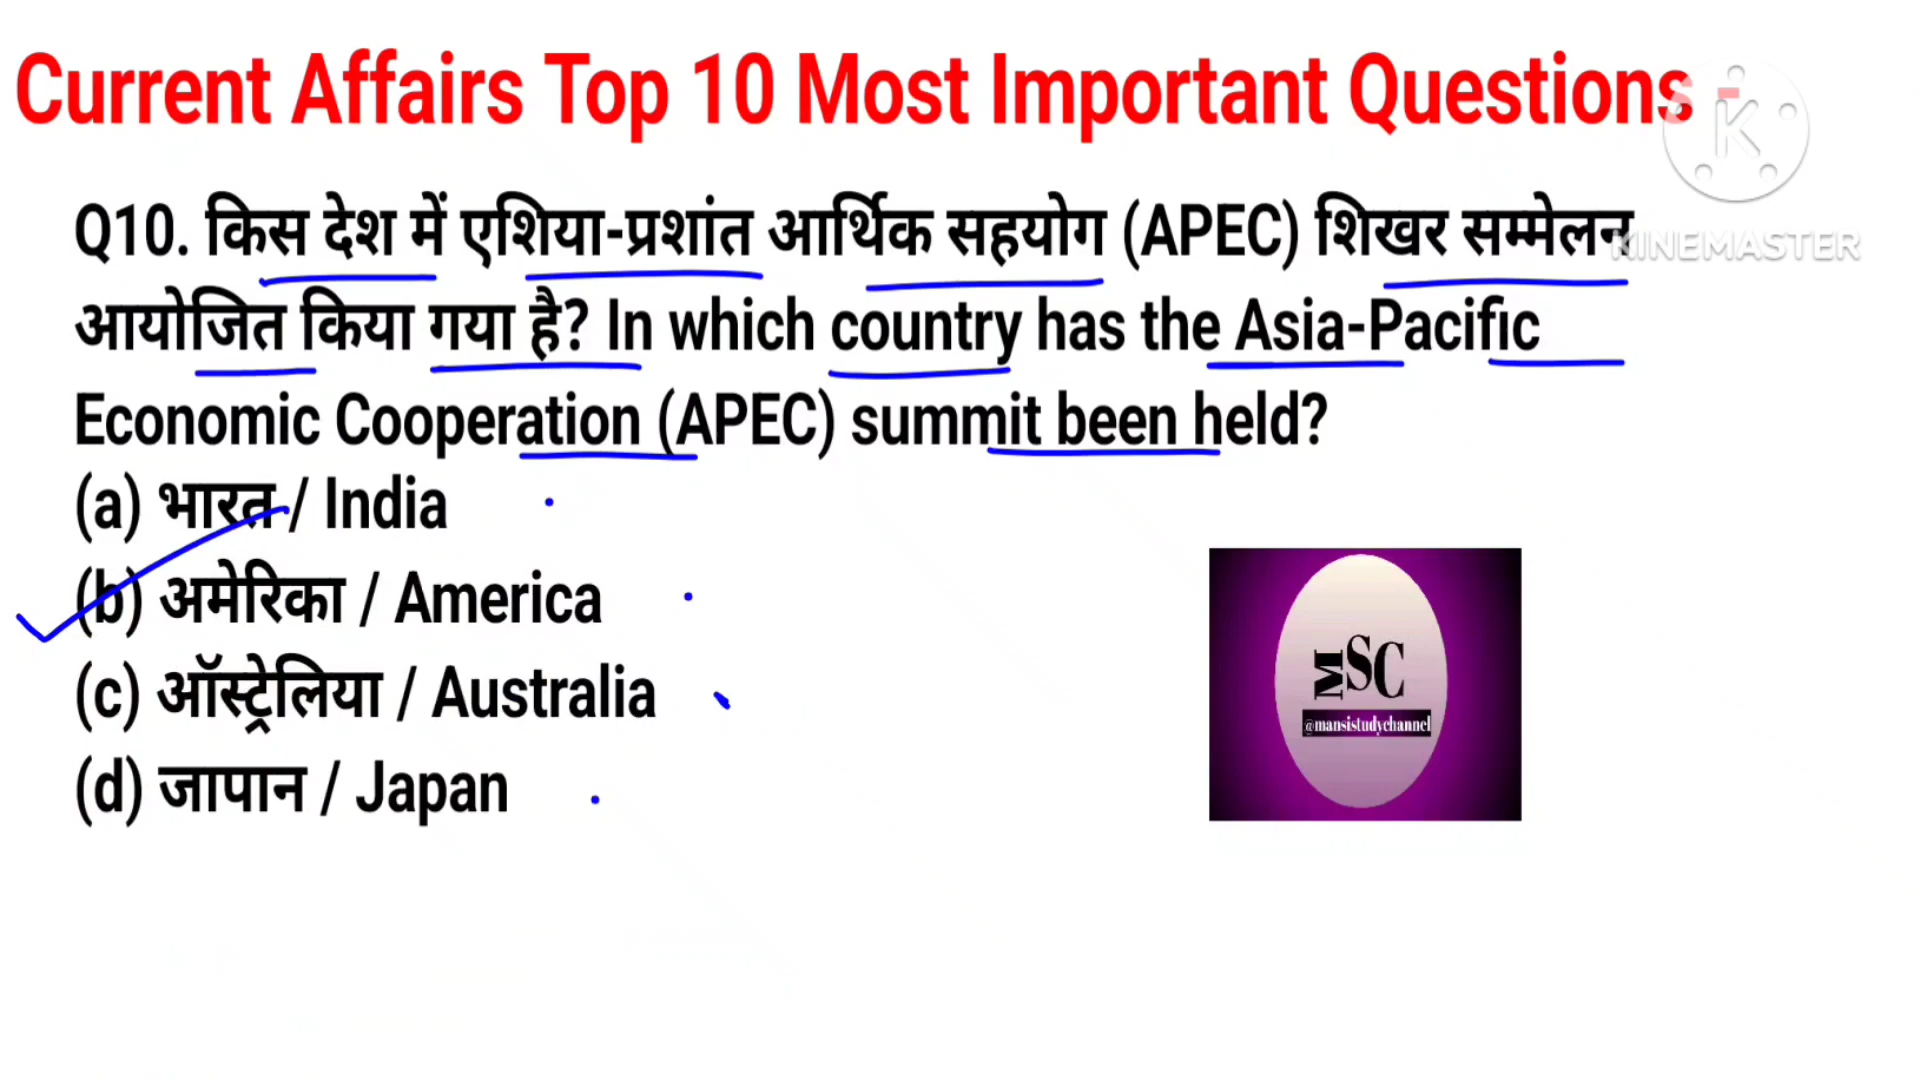 Current Affairs Top 10 Most Important Questions
Q10. किस देश में एशिया-प्रशांत आर्थिक सहयोग (APEC) शिखर सम्मेलन
KINEMASTER
आयोजित किया गया है? In which country has the Asia-Pacific
Economic Cooperation (APEC) summit been held?
(a) भारत / India
(b) अमेरिका / America
(c) ऑस्ट्रेलिया / Australia
(d) जापान / Japan
MSC
@mansistudychannel